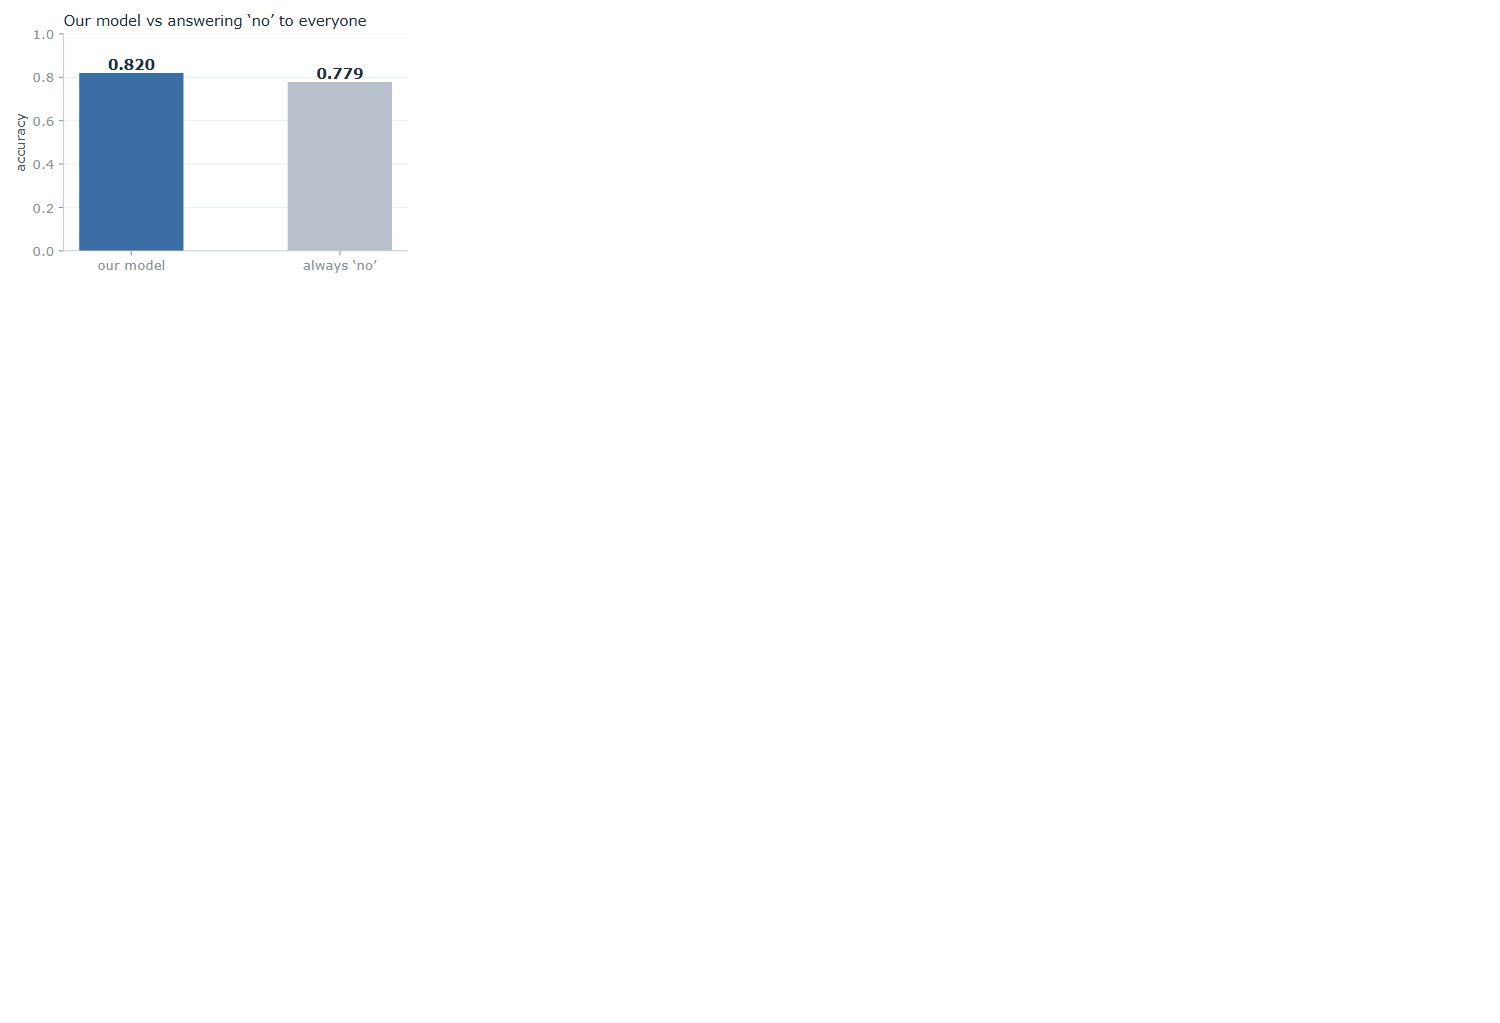 Our model vs answering ‘no’ to everyone
1.0
0.8
0.6
0.4
0.2
0.0
accuracy
0.820
0.779
our model
always ‘no’